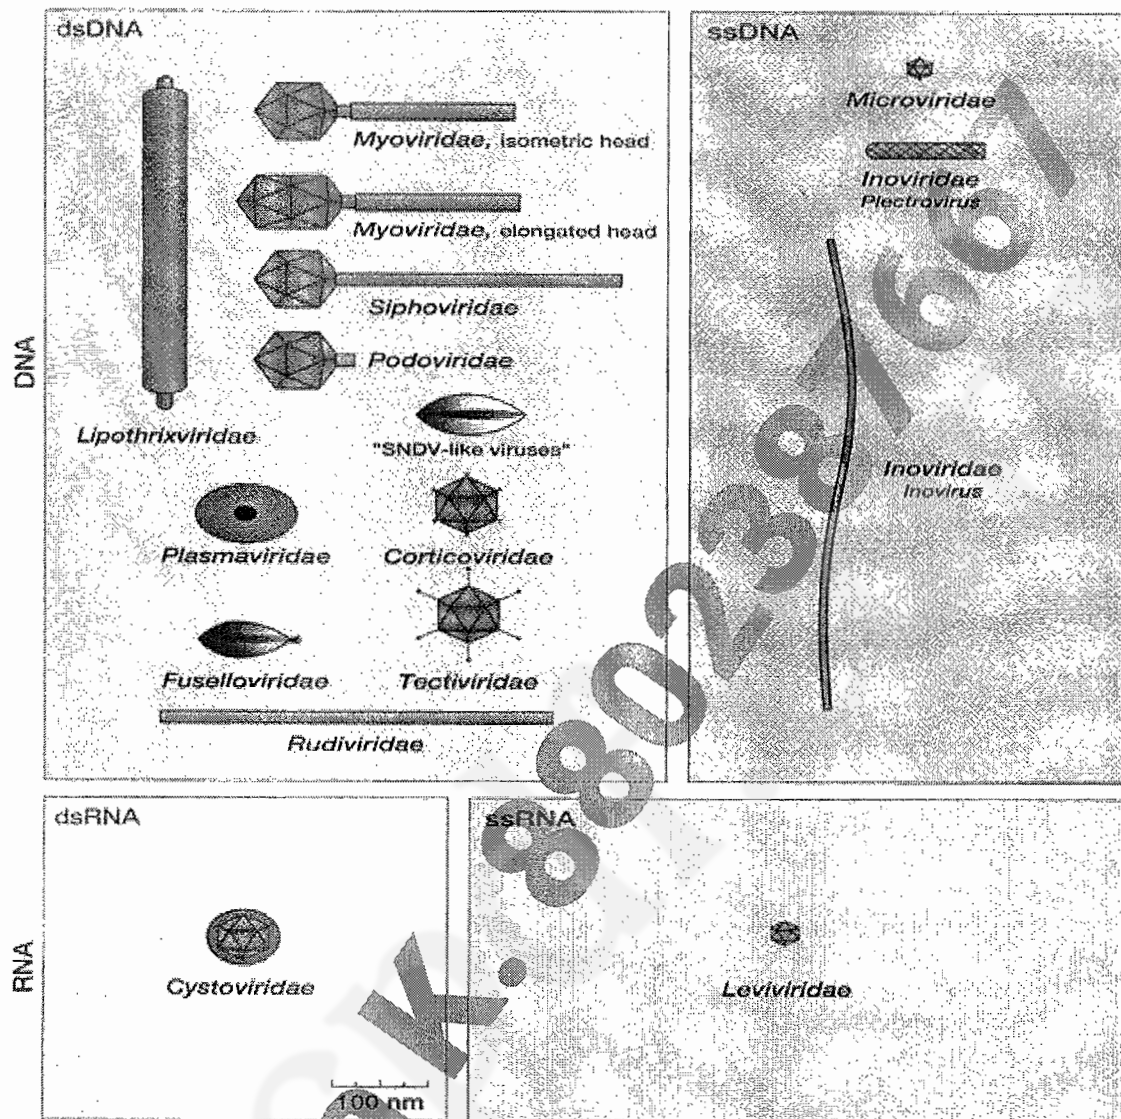 dsDNA
Myoviridae, isometric head
Myoviridae, elongated head
Siphoviridae
Podoviridae
Lipothrixviridae
"SNDV-like viruses"
Plasmaviridae
Corticoviridae
Fuselloviridae
Tectiviridae
Rudiviridae
DNA
ssDNA
Microviridae
Inoviridae
Plectrovirus
Inoviridae
Inovirus
dsRNA
Cystoviridae
100 nm
RNA
ssRNA
Leviviridae